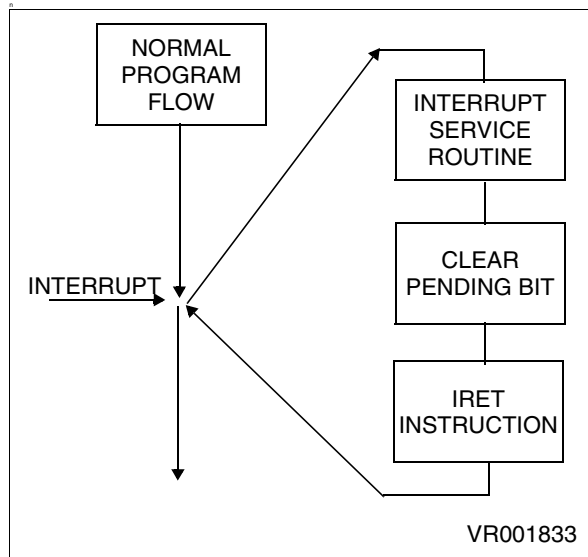 n
NORMAL
PROGRAM
FLOW
INTERRUPT
SERVICE
ROUTINE
INTERRUPT
CLEAR
PENDING BIT
IRET
INSTRUCTION
VR001833